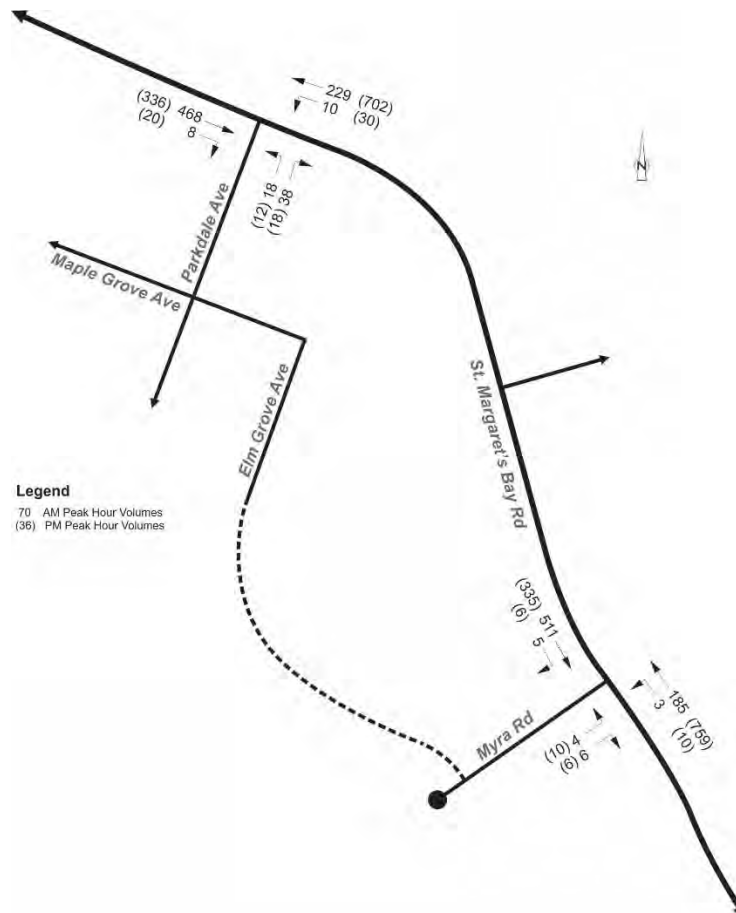 229 (702)
10 (30)
(336) 468
(20) 8
(12) 18
(18) 38
N
Parkdale Ave
Maple Grove Ave
Elm Grove Ave
St. Margaret's Bay Rd
Legend
70 AM Peak Hour Volumes
(36) PM Peak Hour Volumes
(335) 511
(6) 5
185 (759)
3 (10)
Myra Rd
(10) 4
(6) 6